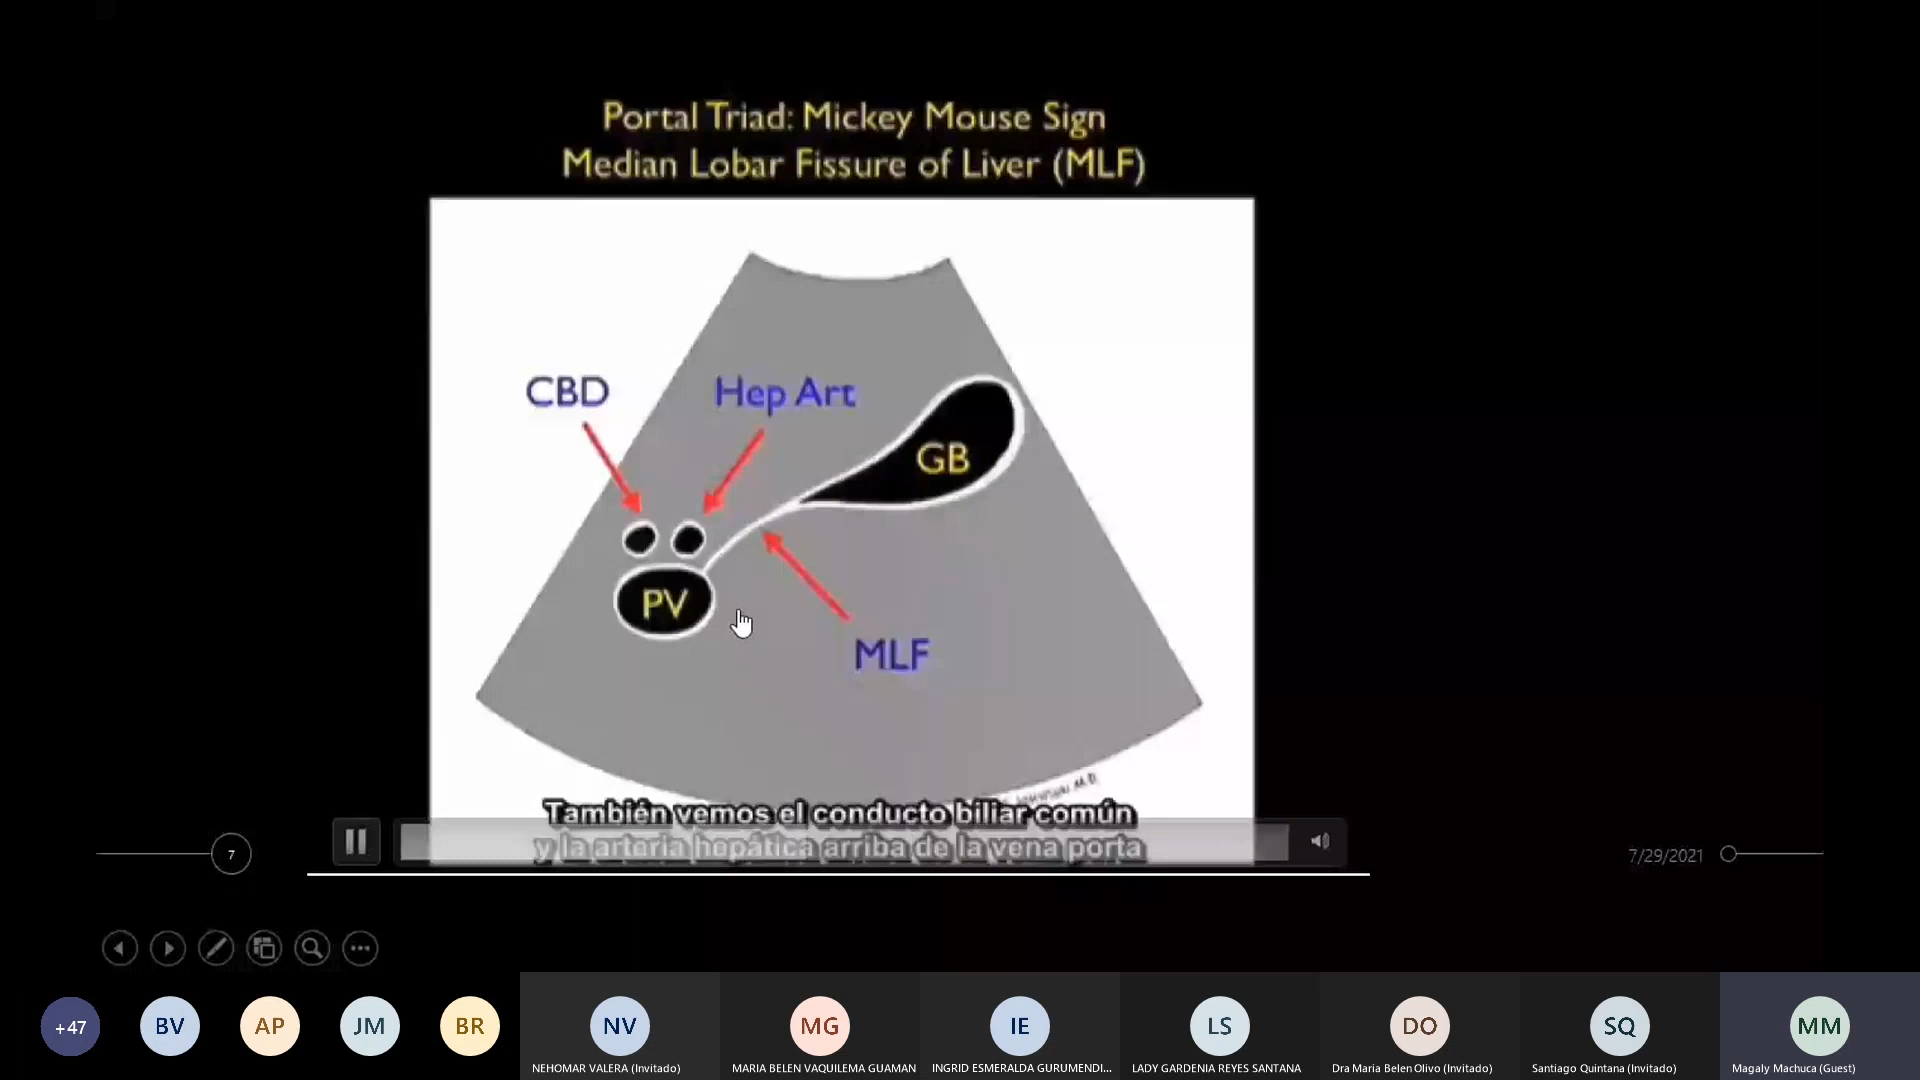 Portal Triad: Mickey Mouse Sign
Median Lobar Fissure of Liver (MLF)
CBD
Hep Art
GB
PV
MLF
M.D.
También vemos el conducto biliar común
y la arteria hepática arriba de la vena porta
7
7/29/2021
+47
BV
AP
JM
BR
NV
MG
IE
LS
DO
SQ
MM
NEHOMAR VALERA (Invitado)
MARIA BELEN VAQUILEMA GUAMAN
INGRID ESMERALDA GURUMENDI...
LADY GARDENIA REYES SANTANA
Dra Maria Belen Olivo (Invitado)
Santiago Quintana (Invitado)
Magaly Machuca (Guest)